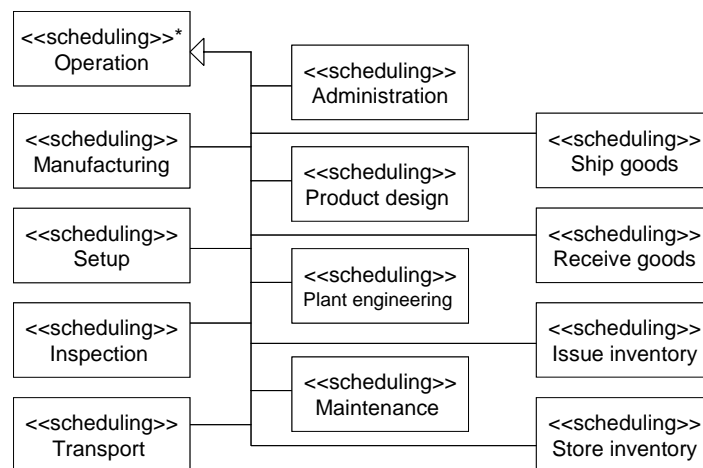 <<scheduling>>*
Operation
<<scheduling>>
Administration
<<scheduling>>
Manufacturing
<<scheduling>>
Ship goods
<<scheduling>>
Product design
<<scheduling>>
Setup
<<scheduling>>
Receive goods
<<scheduling>>
Plant engineering
<<scheduling>>
Inspection
<<scheduling>>
Issue inventory
<<scheduling>>
Maintenance
<<scheduling>>
Transport
<<scheduling>>
Store inventory